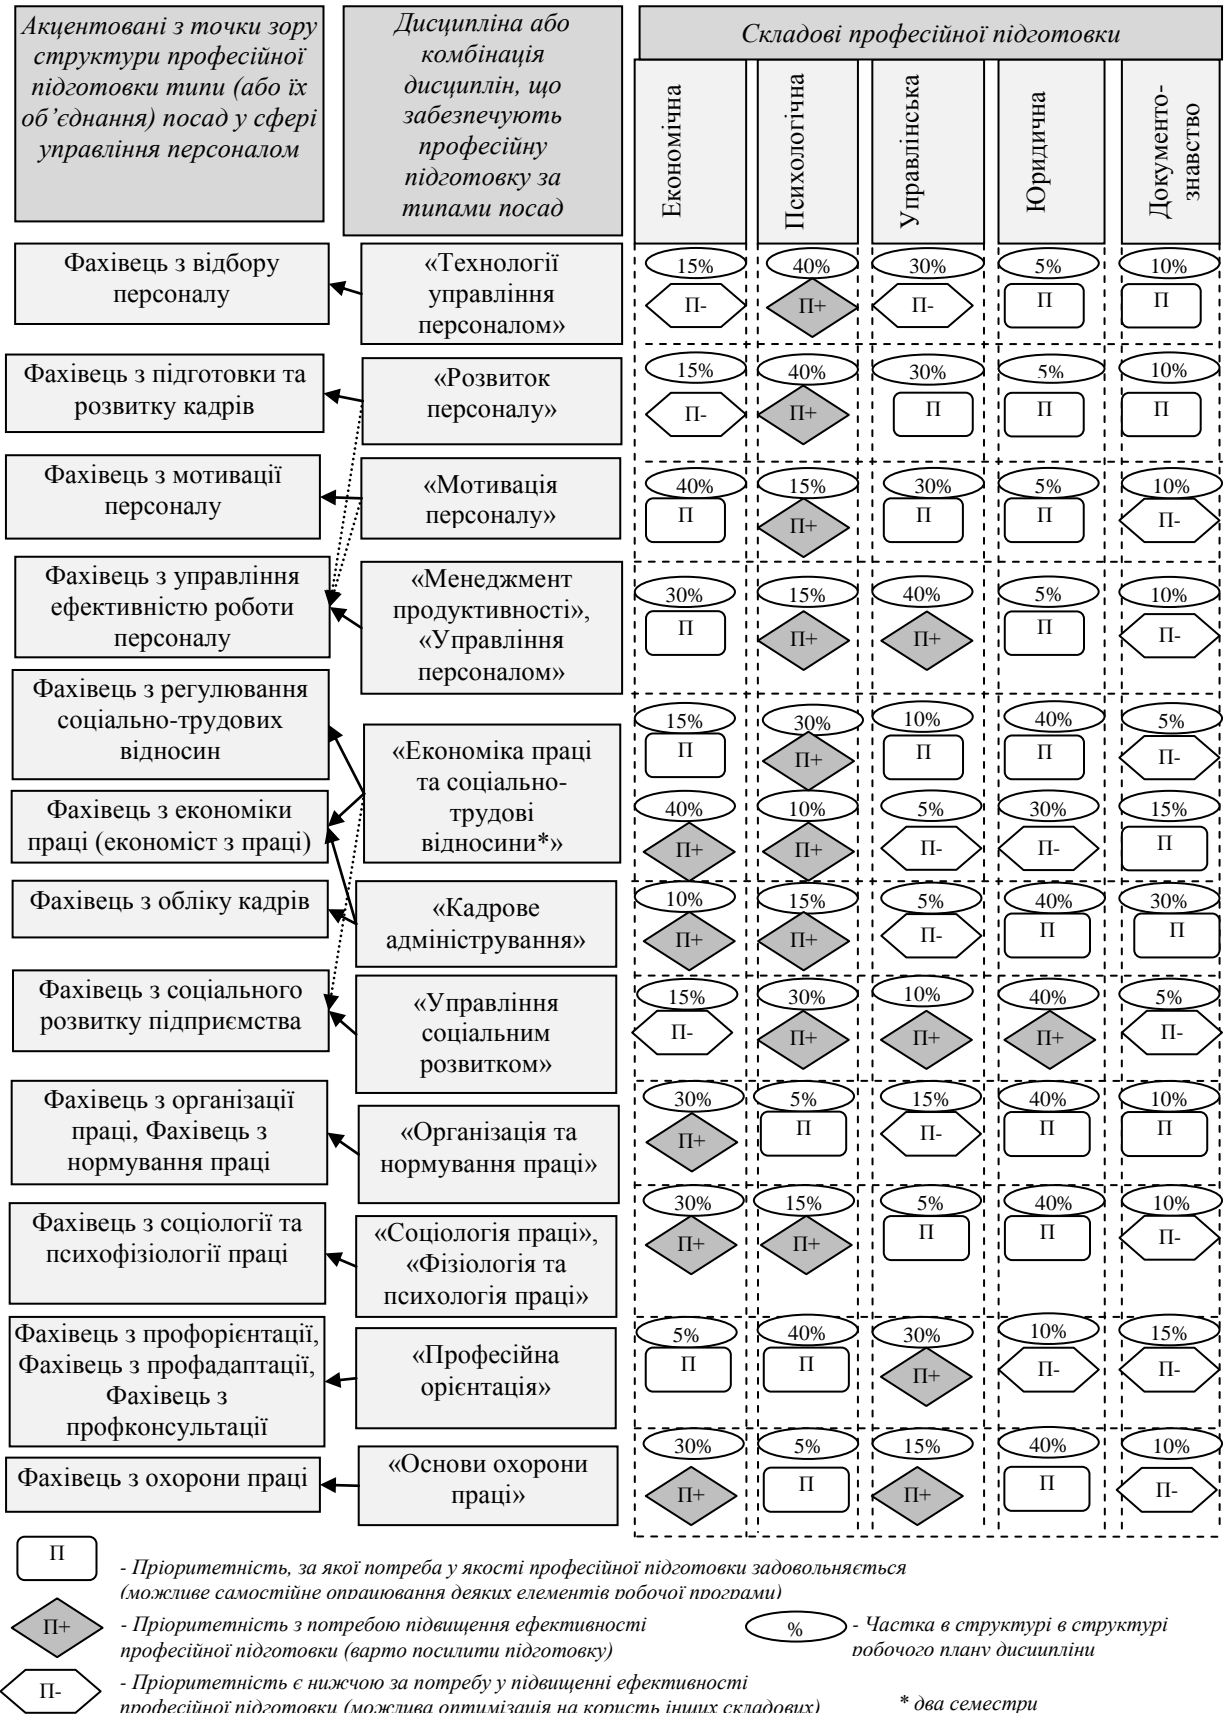 Акцентовані з точки зору
структури професійної
підготовки типи (або їх
об’єднання) посад у сфері
управління персоналом
Дисципліна або
комбінація
дисциплін, що
забезпечують
професійну
підготовку за
типами посад
Складові професійної підготовки
Економічна
Психологічна
Управлінська
Юридична
Документо-
знавство
Фахівець з відбору
персоналу
«Технології
управління
персоналом»
15% 40% 30% 5% 10%
П- П+ П- П П
Фахівець з підготовки та
розвитку кадрів
«Розвиток
персоналу»
15% 40% 30% 5% 10%
П- П+ П П П
Фахівець з мотивації
персоналу
«Мотивація
персоналу»
40% 15% 30% 5% 10%
П П+ П П П-
Фахівець з управління
ефективністю роботи
персоналу
«Менеджмент
продуктивності»,
«Управління
персоналом»
30% 15% 40% 5% 10%
П П+ П+ П П-
Фахівець з регулювання
соціально-трудових
відносин
«Економіка праці
та соціально-
трудові
відносини*»
15% 30% 10% 40% 5%
П П+ П П П-
Фахівець з економіки
праці (економіст з праці)
40% 10% 5% 30% 15%
П+ П+ П- П- П
Фахівець з обліку кадрів
«Кадрове
адміністрування»
10% 15% 5% 40% 30%
П+ П+ П- П П
Фахівець з соціального
розвитку підприємства
«Управління
соціальним
розвитком»
15% 30% 10% 40% 5%
П- П+ П+ П+ П-
Фахівець з організації
праці, Фахівець з
нормування праці
«Організація та
нормування праці»
30% 5% 15% 40% 10%
П+ П П- П П
Фахівець з соціології та
психофізіології праці
«Соціологія праці»,
«Фізіологія та
психологія праці»
30% 15% 5% 40% 10%
П+ П+ П П П-
Фахівець з профорієнтації,
Фахівець з профадаптації,
Фахівець з
профконсультації
«Професійна
орієнтація»
5% 40% 30% 10% 15%
П П П+ П- П-
Фахівець з охорони праці
«Основи охорони
праці»
30% 5% 15% 40% 10%
П+ П П+ П П-
П
- Пріоритетність, за якої потреба у якості професійної підготовки задовольняється
(можливе самостійне опрацювання деяких елементів робочої програми)
П+
- Пріоритетність з потребою підвищення ефективності
професійної підготовки (варто посилити підготовку)
%
- Частка в структурі в структурі
робочого плану дисципліни
П-
- Пріоритетність є нижчою за потребу у підвищенні ефективності
професійної підготовки (можлива оптимізація на користь інших складових)
* два семестри